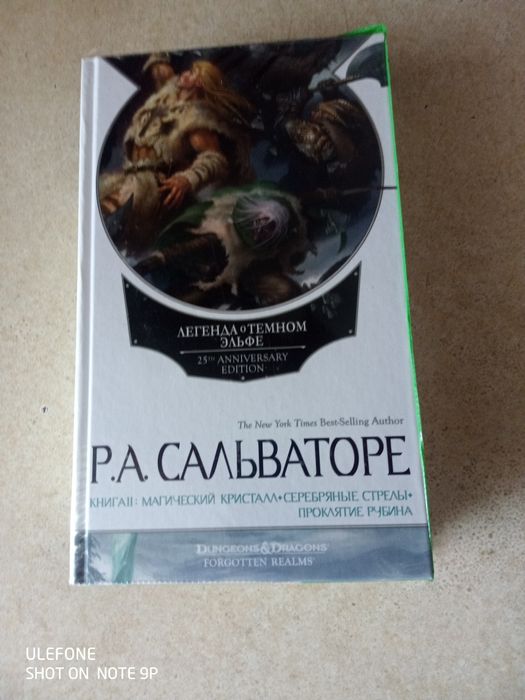 ЛЕГЕНДА О ТЕМНОМ
ЭЛЬФЕ
25TH ANNIVERSARY
EDITION
The New York Times Best-Selling Author
Р.А. САЛЬВАТОРЕ
КНИГА II: МАГИЧЕСКИЙ КРИСТАЛЛ•СЕРЕБРЯНЫЕ СТРЕЛЫ•
ПРОКЛЯТИЕ РУБИНА
DUNGEONS & DRAGONS
FORGOTTEN REALMS
ULEFONE
SHOT ON NOTE 9P